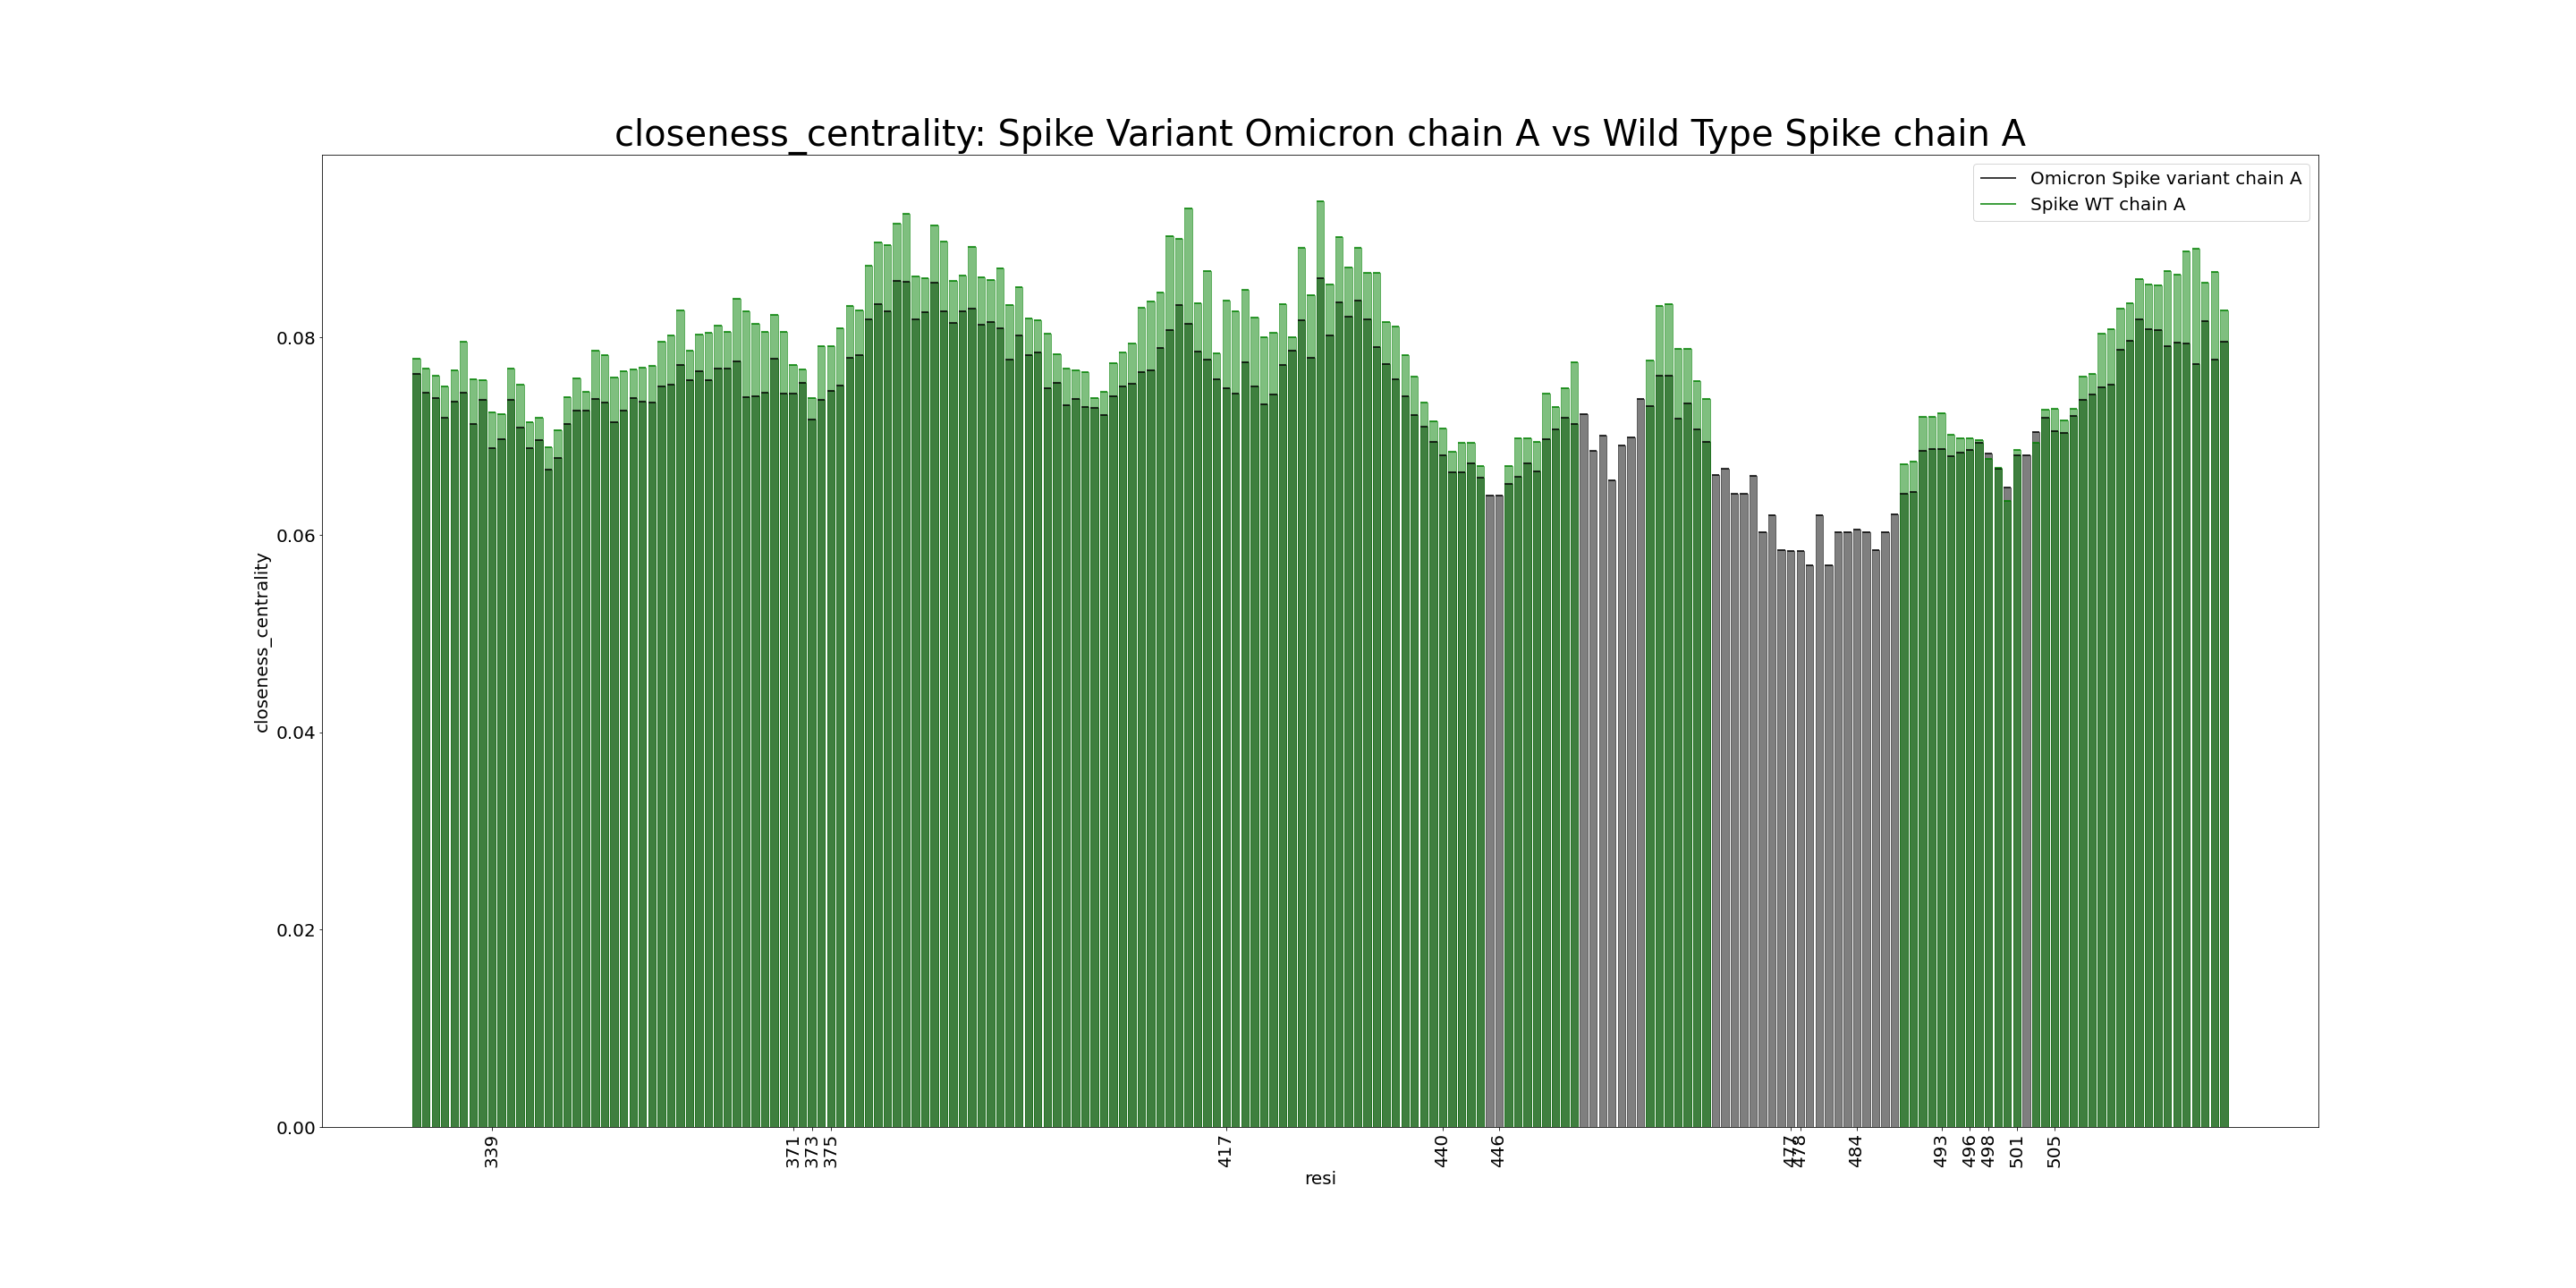 closeness_centrality: Spike Variant Omicron chain A vs Wild Type Spike chain A
Omicron Spike variant chain A
Spike WT chain A
closeness_centrality
0.08
0.06
0.04
0.02
0.00
339 371 373 375 417 440 446 477 478 484 493 496 498 501 505
resi